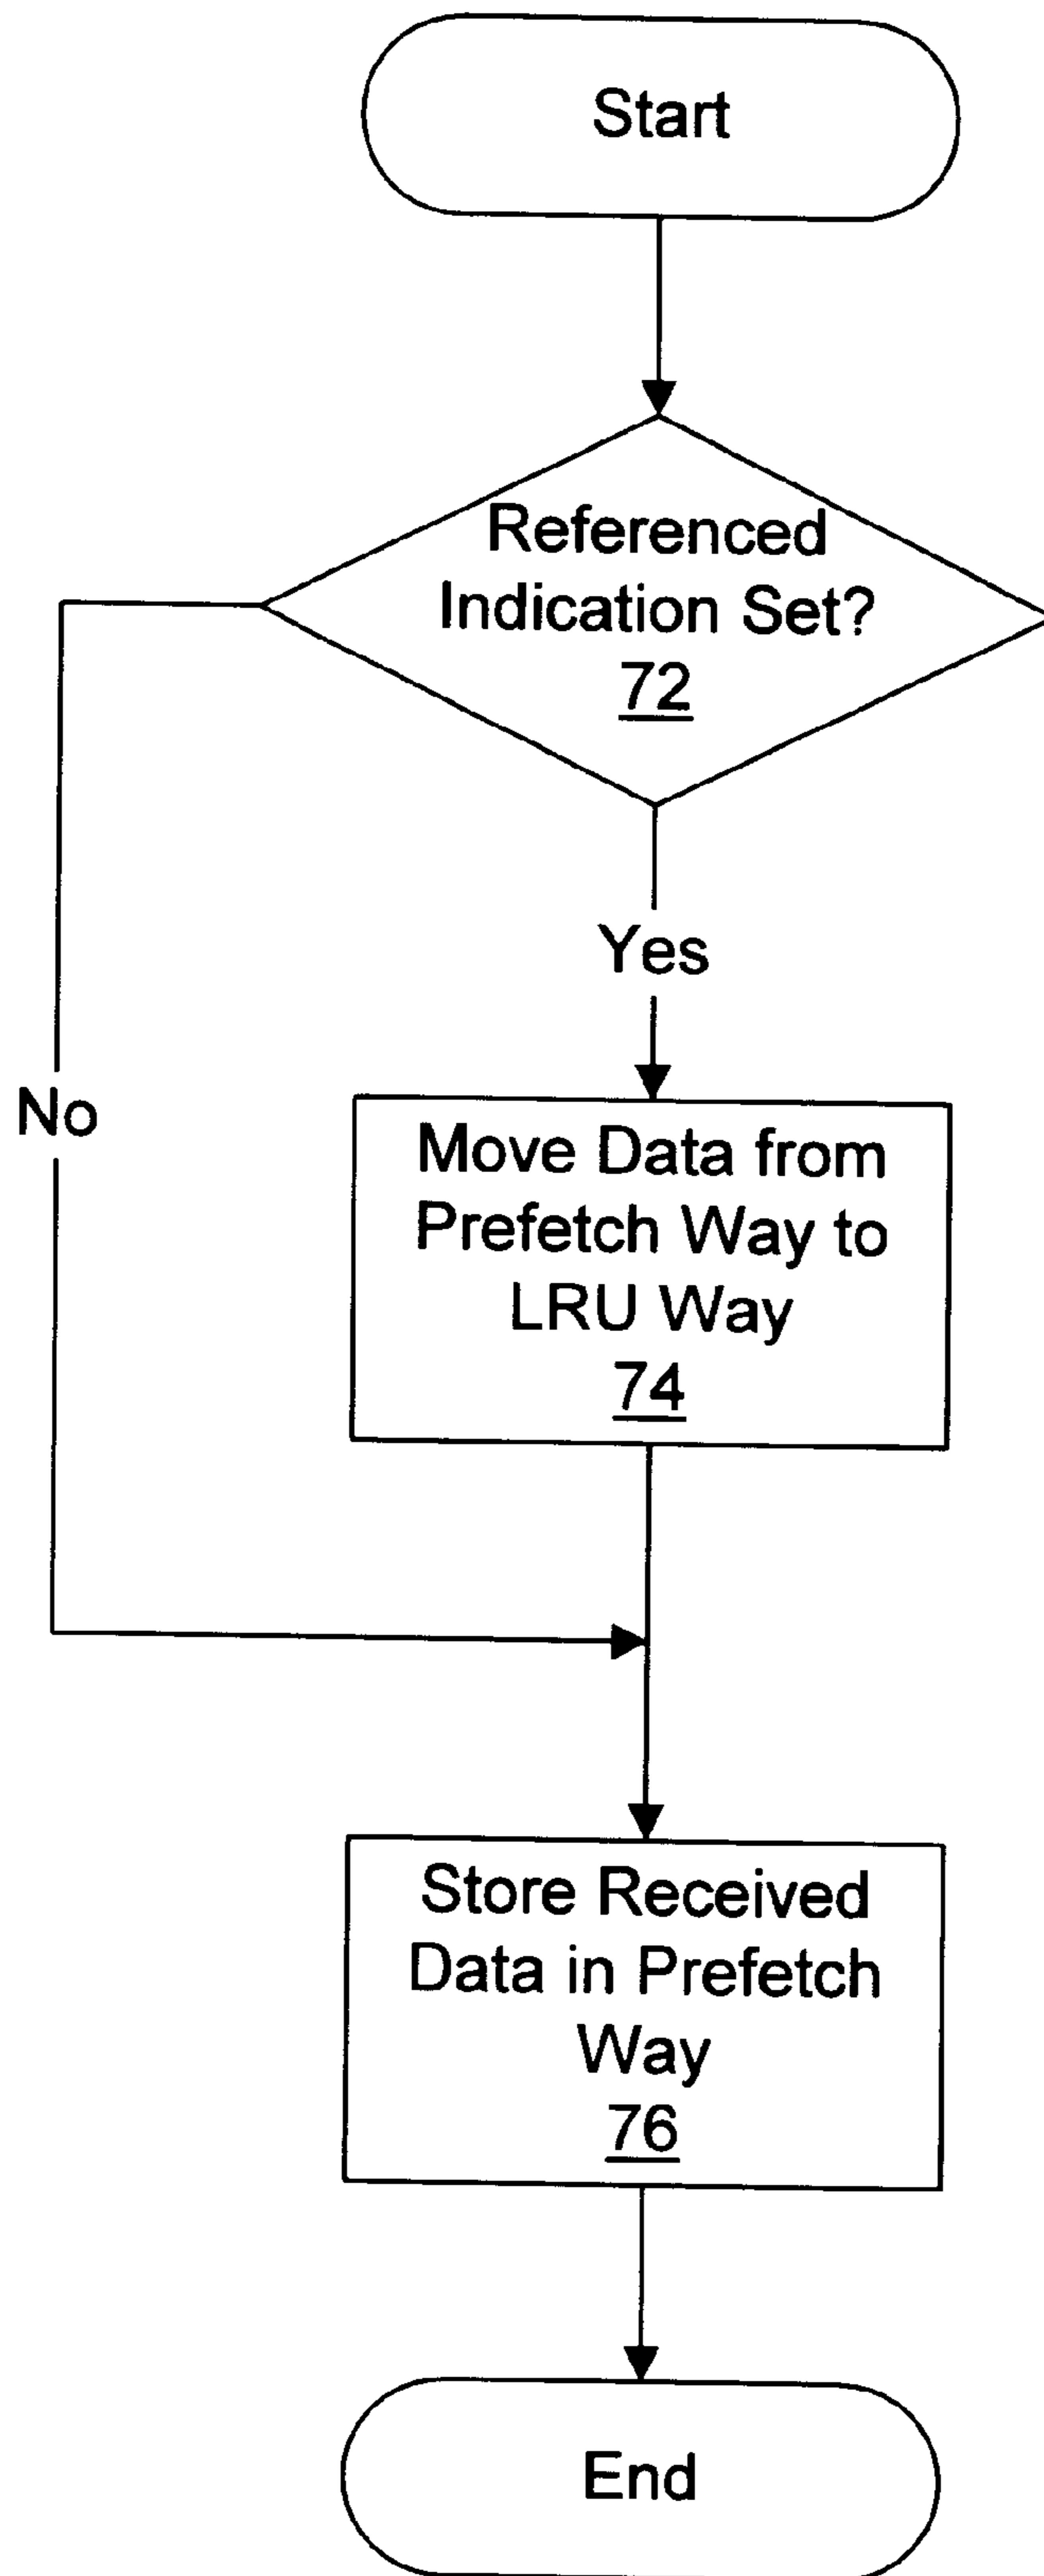 Start
Referenced
Indication Set?
72
Yes
No
Move Data from
Prefetch Way to
LRU Way
74
Store Received
Data in Prefetch
Way
76
End